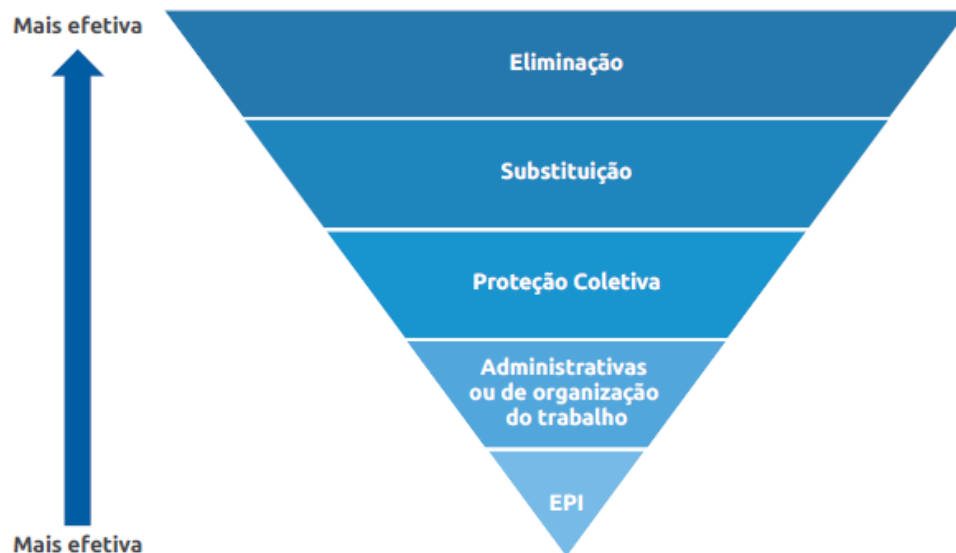 Mais efetiva
Eliminação
Substituição
Proteção Coletiva
Administrativas
ou de organização
do trabalho
EPI
Mais efetiva